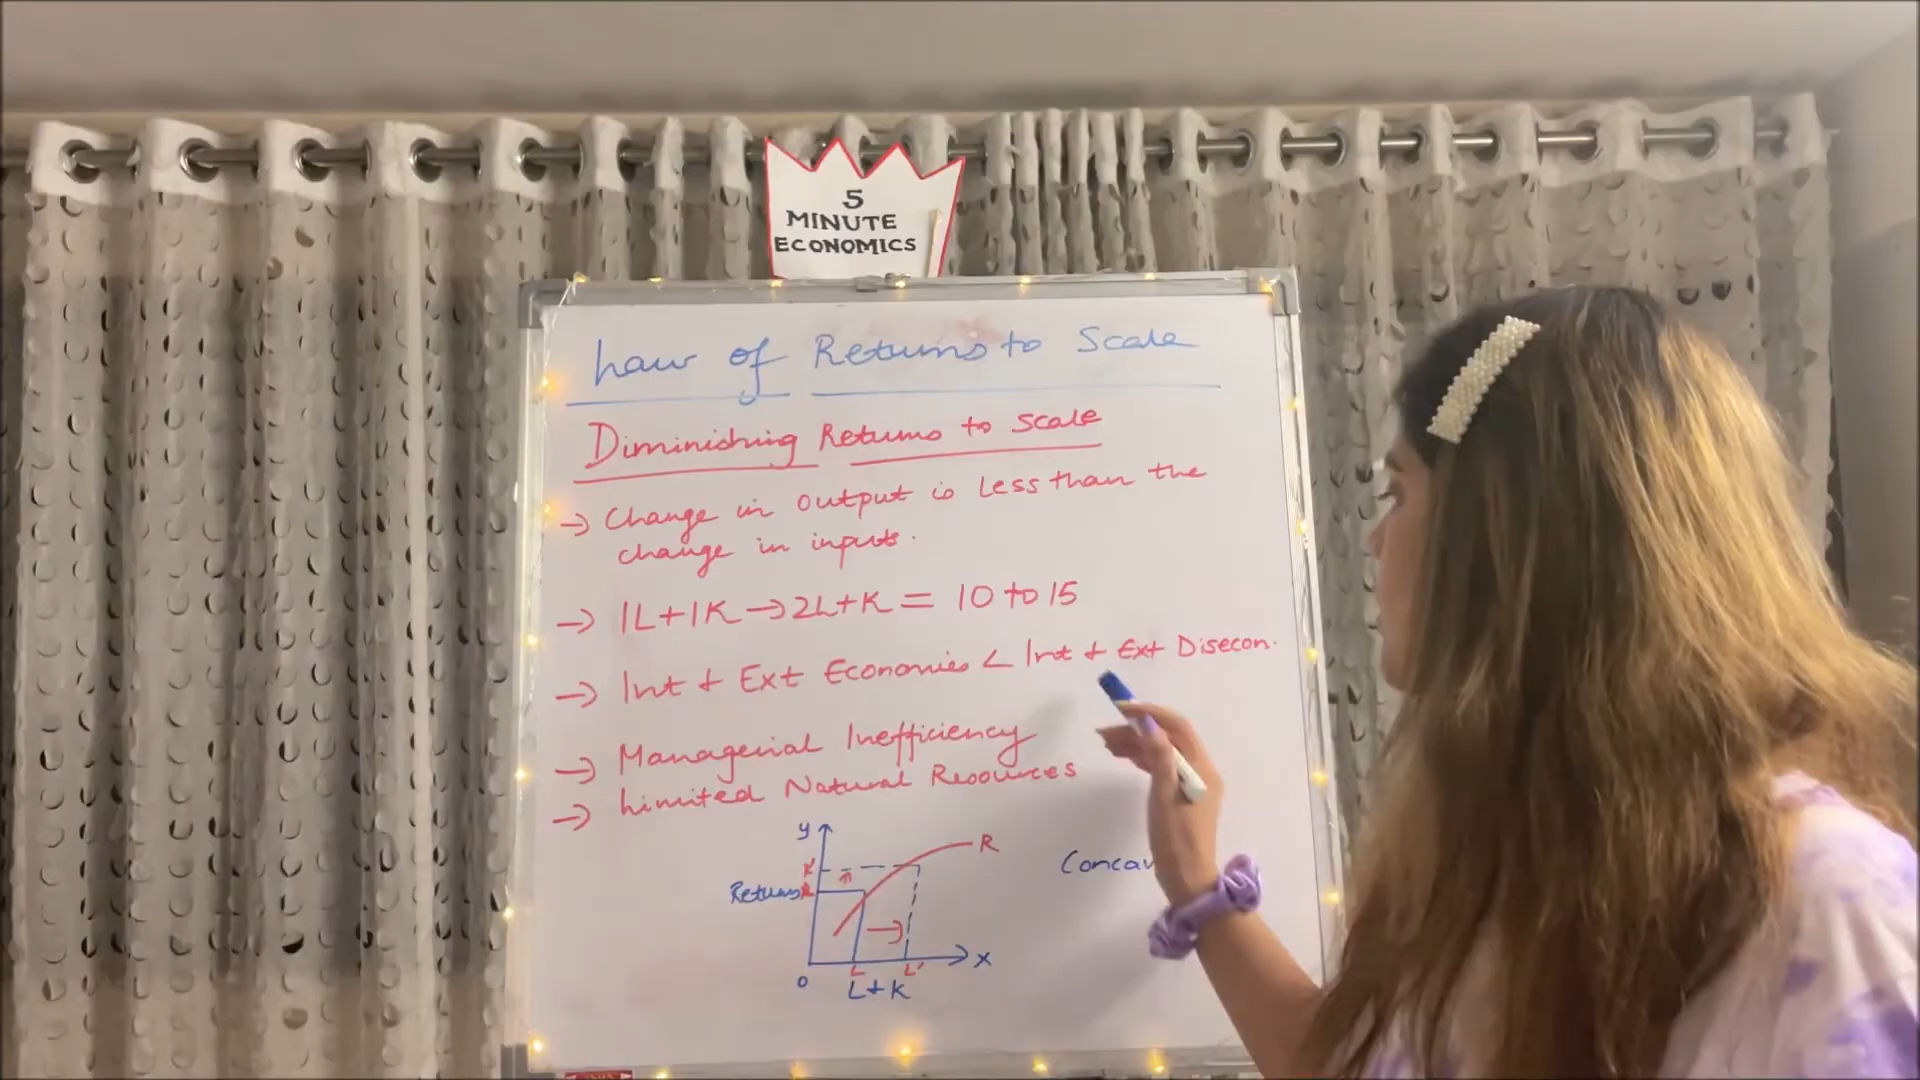 5
MINUTE
ECONOMICS
Law of Returns to Scale
Diminishing Returns to Scale
→ Change in output is less than the
change in inputs.
→ 1L+1K→2L+K = 10 to 15
→ Int + Ext Economies < Int + Ext Disecon.
→ Managerial Inefficiency
→ Limited Natural Resources
y
R
K'
Returns
Concav
x
o
L L'
L+K